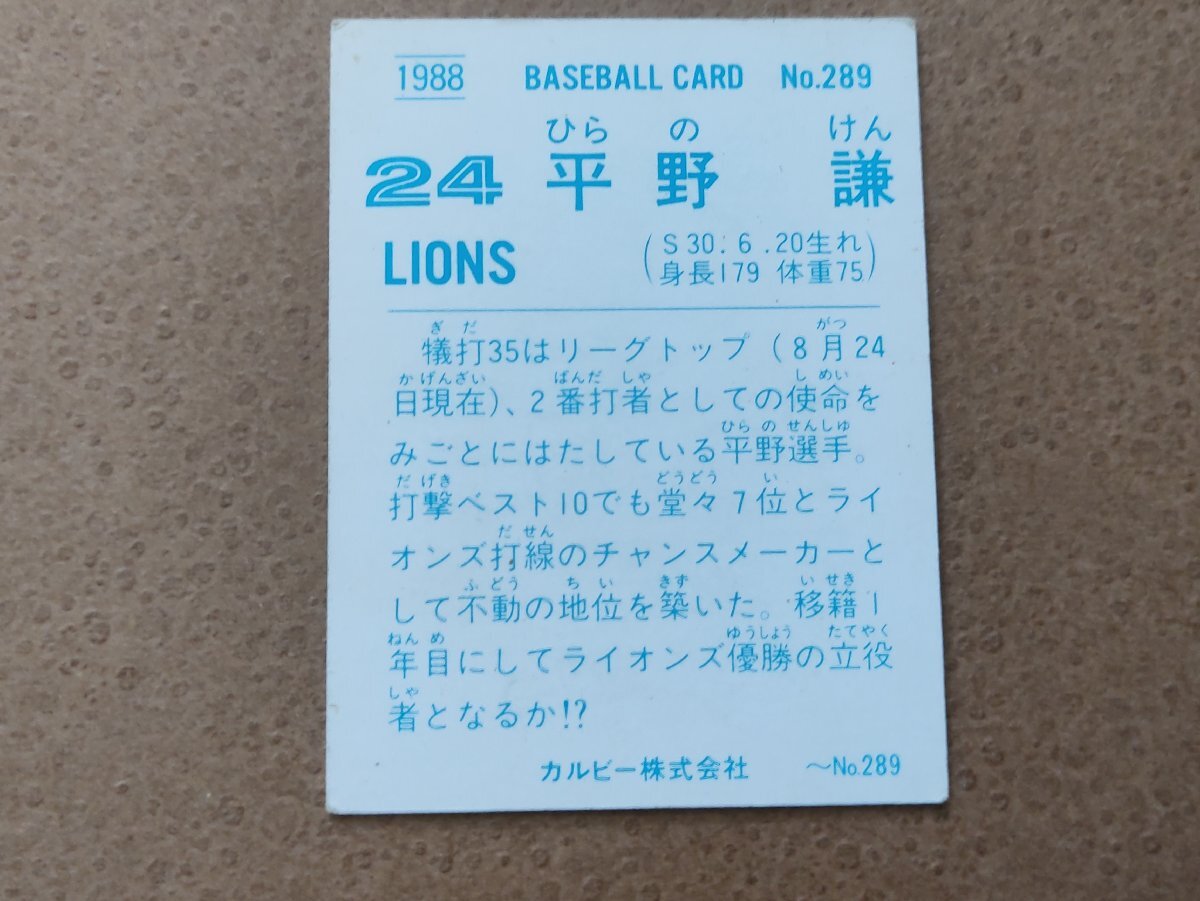 1988 BASEBALL CARD No.289
ひら の けん
24 平野 謙
LIONS
(S30.6.20生れ
身長179 体重75)
ぎ だ がつ
犠打35はリーグトップ(8月24
か げんざい ばんだ しゃ し めい
日現在)、2番打者としての使命を
ひら の せんしゅ
みごとにはたしている平野選手。
だ げき どうどう い
打撃ベスト10でも堂々7位とライ
だ せん
オンズ打線のチャンスメーカーと
ふ どう ち い きず い せき
して不動の地位を築いた。移籍1
ねん め ゆうしょう たてやく
年目にしてライオンズ優勝の立役
しゃ
者となるか!?
カルビー株式会社 〜No.289